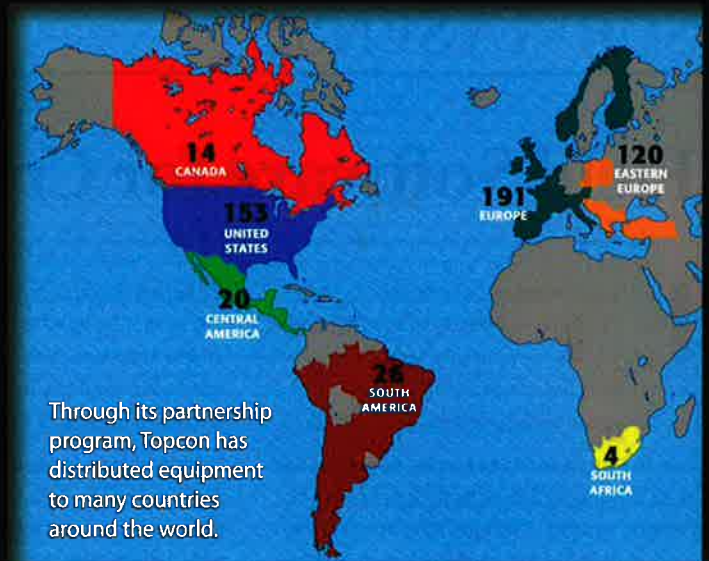 14
CANADA
153
UNITED
STATES
20
CENTRAL
AMERICA
26
SOUTH
AMERICA
191
EUROPE
120
EASTERN
EUROPE
4
SOUTH
AFRICA
Through its partnership
program, Topcon has
distributed equipment
to many countries
around the world.